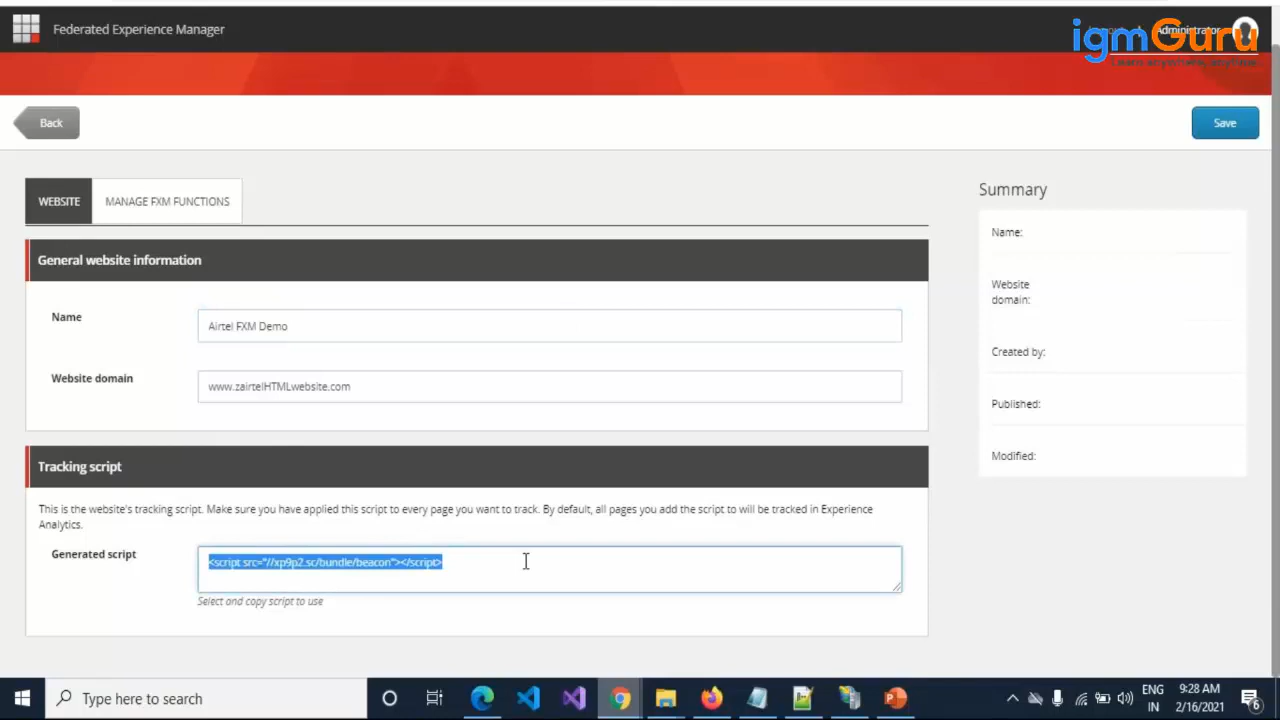 Federated Experience Manager
Administrator
igmGuru
Learn anywhere, anytime
Back
Save
WEBSITE
MANAGE FXM FUNCTIONS
Summary
General website information
Name:
Website
domain:
Name
Airtel FXM Demo
Created by:
Website domain
www.zairtelHTMLwebsite.com
Published:
Modified:
Tracking script
This is the website's tracking script. Make sure you have applied this script to every page you want to track. By default, all pages you add the script to will be tracked in Experience
Analytics.
Generated script
<script src="//xp9p2.sc/bundle/beacon"></script>
Select and copy script to use
Type here to search
ENG
IN
9:28 AM
2/16/2021
6